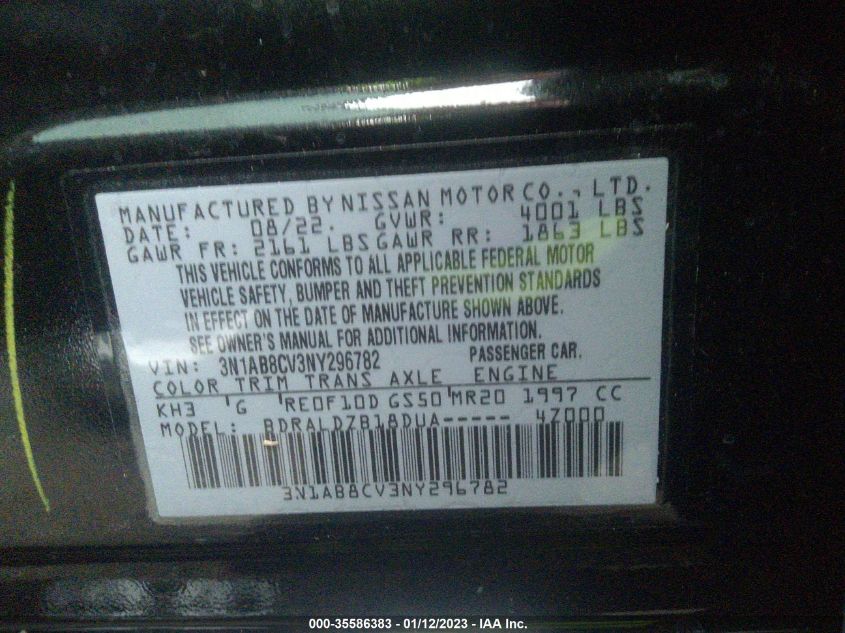 MANUFACTURED BY NISSAN MOTOR CO., LTD.
DATE: 08/22. GVWR: 4001 LBS
GAWR FR: 2161 LBS GAWR RR: 1863 LBS
THIS VEHICLE CONFORMS TO ALL APPLICABLE FEDERAL MOTOR
VEHICLE SAFETY, BUMPER AND THEFT PREVENTION STANDARDS
IN EFFECT ON THE DATE OF MANUFACTURE SHOWN ABOVE.
SEE OWNER'S MANUAL FOR ADDITIONAL INFORMATION.
VIN: 3N1AB8CV3NY296782 PASSENGER CAR.
COLOR TRIM TRANS AXLE ENGINE
KH3 'G 'RE0F10D GS50'MR20 1997 CC
MODEL: BDRALDZB18DUA----- 4Z000
3N1AB8CV3NY296782
000-35586383 - 01/12/2023 - IAA Inc.